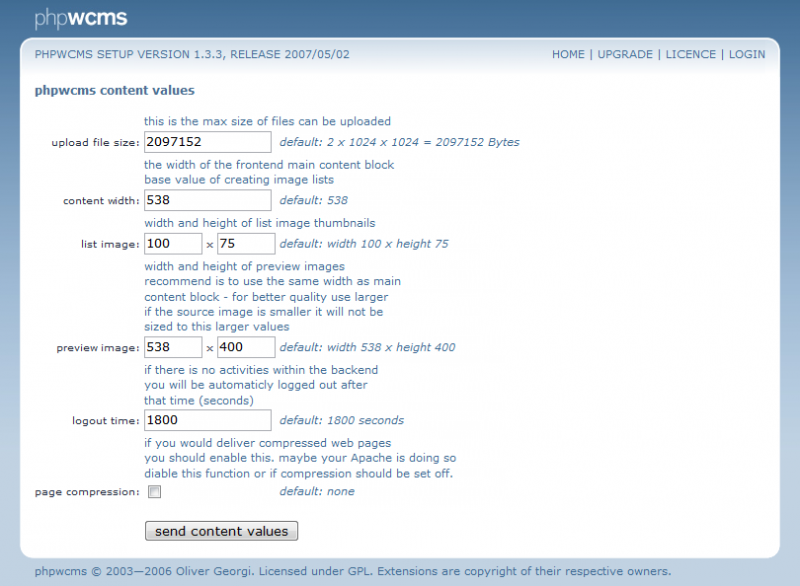 phpwcms
PHPWCMS SETUP VERSION 1.3.3, RELEASE 2007/05/02
HOME | UPGRADE | LICENCE | LOGIN
phpwcms content values
this is the max size of files can be uploaded
upload file size: 2097152 default: 2 x 1024 x 1024 = 2097152 Bytes
the width of the frontend main content block
base value of creating image lists
content width: 538 default: 538
width and height of list image thumbnails
list image: 100 x 75 default: width 100 x height 75
width and height of preview images
recommend is to use the same width as main
content block - for better quality use larger
if the source image is smaller it will not be
sized to this larger values
preview image: 538 x 400 default: width 538 x height 400
if there is no activities within the backend
you will be automaticly logged out after
that time (seconds)
logout time: 1800 default: 1800 seconds
if you would deliver compressed web pages
you should enable this. maybe your Apache is doing so
diable this function or if compression should be set off.
page compression: default: none
send content values
phpwcms © 2003—2006 Oliver Georgi. Licensed under GPL. Extensions are copyright of their respective owners.